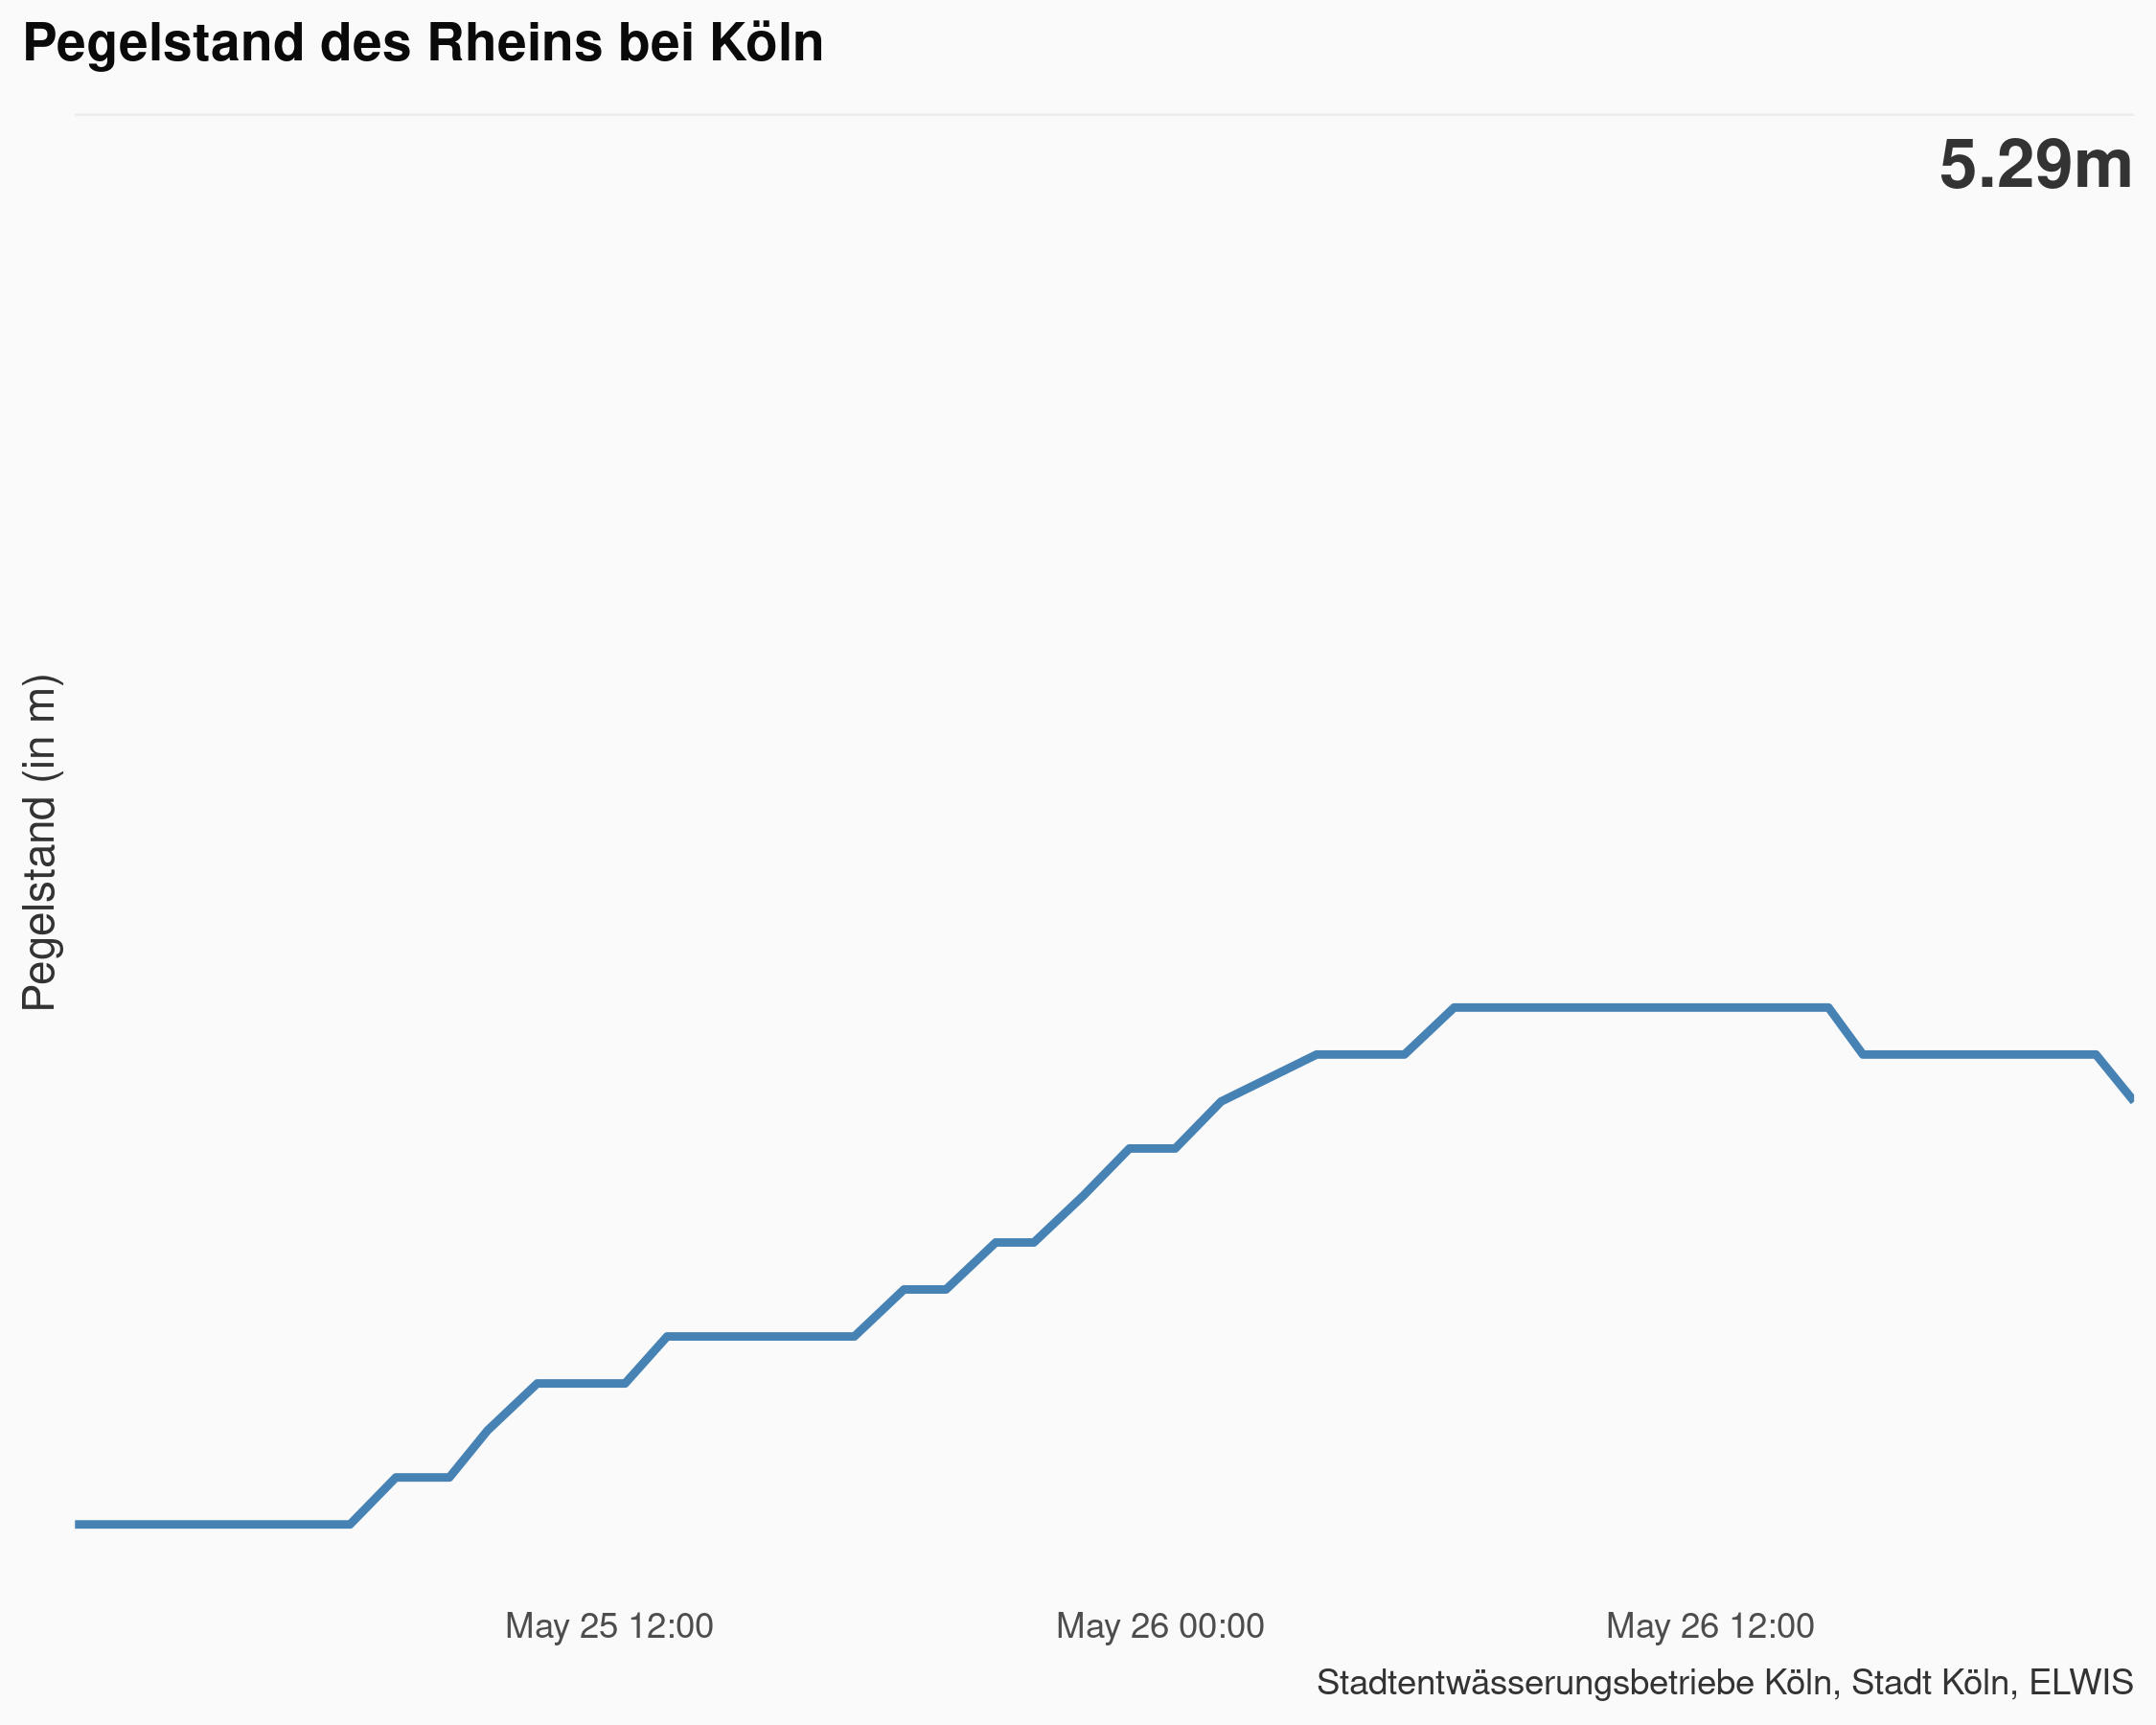 Pegelstand des Rheins bei Köln
5.29m
Pegelstand (in m)
May 25 12:00
May 26 00:00
May 26 12:00
Stadtentwässerungsbetriebe Köln, Stadt Köln, ELWIS